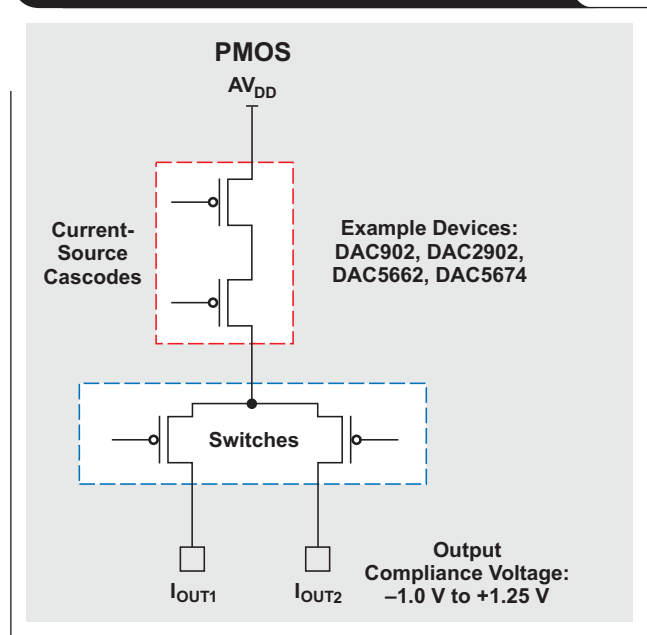 PMOS
AVDD
Current-
Source
Cascodes
Example Devices:
DAC902, DAC2902,
DAC5662, DAC5674
Switches
IOUT1
IOUT2
Output
Compliance Voltage:
–1.0 V to +1.25 V